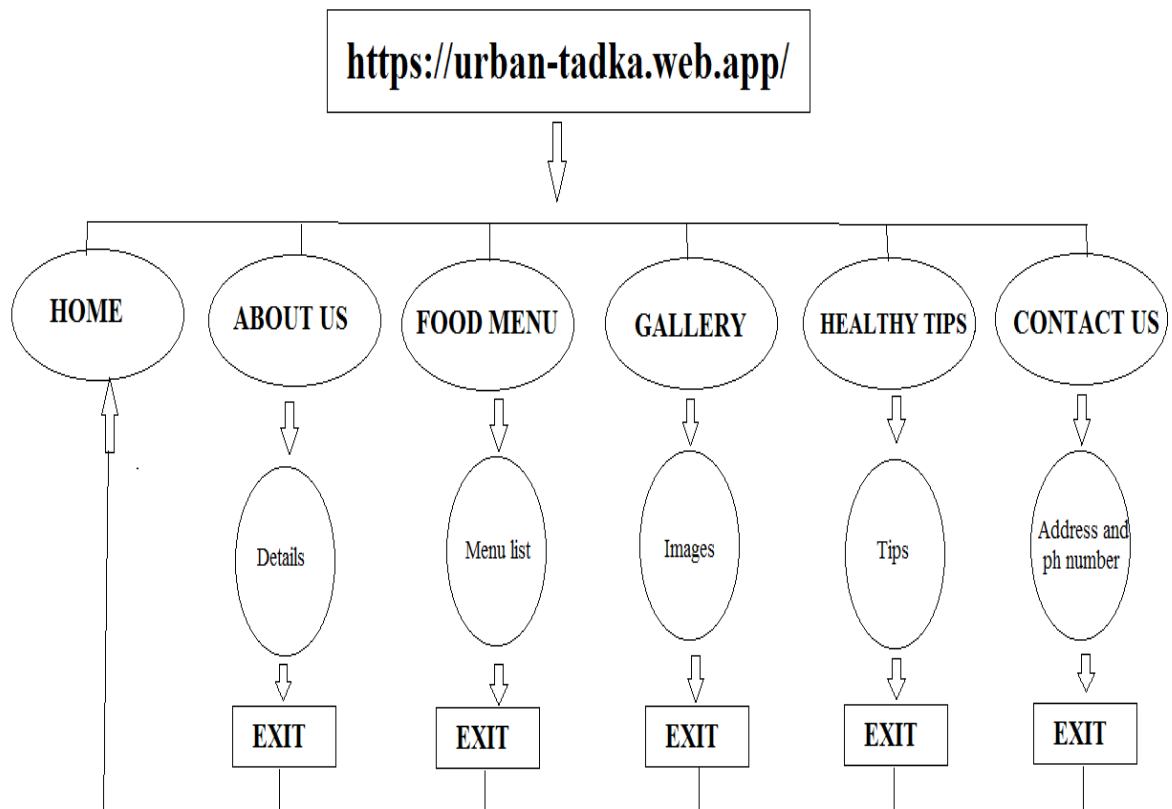 https://urban-tadka.web.app/
HOME
ABOUT US
FOOD MENU
GALLERY
HEALTHY TIPS
CONTACT US
Details
Menu list
Images
Tips
Address and
ph number
EXIT
EXIT
EXIT
EXIT
EXIT